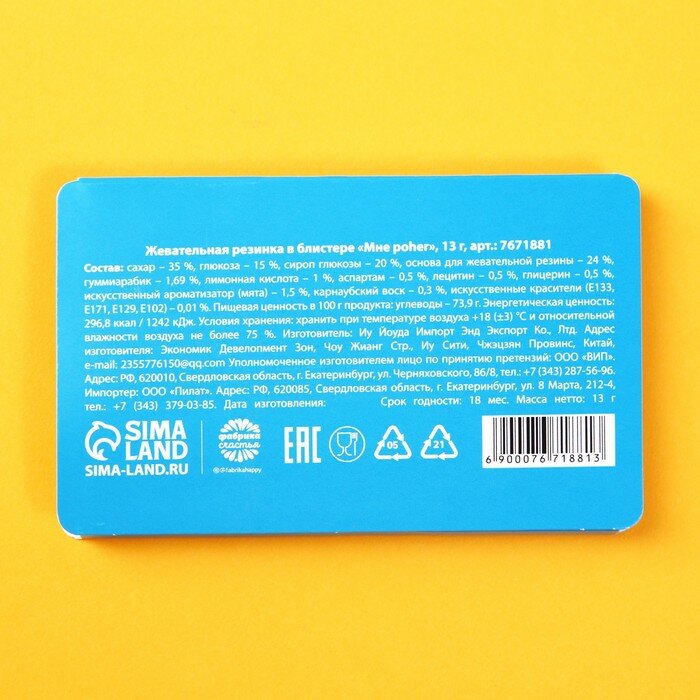 Жевательная резинка в блистере «Мне poher», 13 г, арт.: 7671881
Состав: сахар – 35 %, глюкоза – 15 %, сироп глюкозы – 20 %, основа для жевательной резины – 24 %,
гуммиарабик – 1,69 %, лимонная кислота – 1 %, аспартам – 0,5 %, лецитин – 0,5 %, глицерин – 0,5 %,
искусственный ароматизатор (мята) – 1,5 %, карнаубский воск – 0,3 %, искусственные красители (E133,
E171, E129, E102) – 0,01 %. Пищевая ценность в 100 г продукта: углеводы – 73,9 г. Энергетическая ценность:
296,8 ккал / 1242 кДж. Условия хранения: хранить при температуре воздуха +18 (±3) °С и относительной
влажности воздуха не более 75 %. Изготовитель: Иу Йоуда Импорт Энд Экспорт Ко., Лтд. Адрес
изготовителя: Экономик Девелопмент Зон, Чоу Жианг Стр, Иу Сити, Чжэцзян Провинс, Китай,
e-mail: 2355776150@qq.com Уполномоченное изготовителем лицо по принятию претензий: ООО «ВИП».
Адрес: РФ, 620010, Свердловская область, г. Екатеринбург, ул. Черняховского, 86/8, тел.: +7 (343) 287-56-96.
Импортер: ООО «Пилат». Адрес: РФ, 620085, Свердловская область, г. Екатеринбург, ул. 8 Марта, 212-4,
тел.: +7 (343) 379-03-85. Дата изготовления: Срок годности: 18 мес. Масса нетто: 13 г
SIMA
LAND
SIMA-LAND.RU
фабрика
счастья
@fabrikahappy
EAC
05
21
6 900076 718813